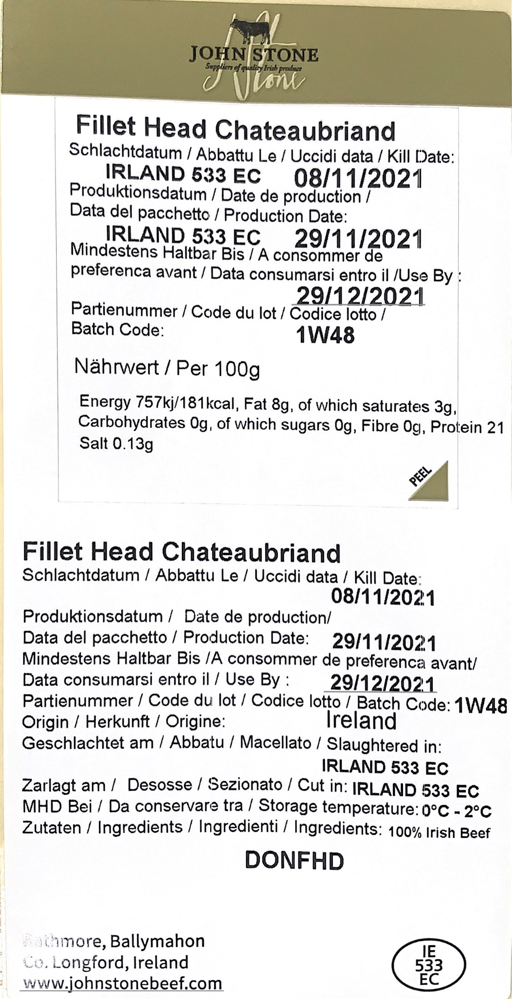 JOHN STONE
Suppliers of quality Irish produce
Fillet Head Chateaubriand
Schlachtdatum / Abbattu Le / Uccidi data / Kill Date:
IRLAND 533 EC 08/11/2021
Produktionsdatum / Date de production /
Data del pacchetto / Production Date:
IRLAND 533 EC 29/11/2021
Mindestens Haltbar Bis / A consommer de
preferenca avant / Data consumarsi entro il /Use By :
29/12/2021
Partienummer / Code du lot / Codice lotto /
Batch Code: 1W48
Nährwert / Per 100g
Energy 757kj/181kcal, Fat 8g, of which saturates 3g,
Carbohydrates 0g, of which sugars 0g, Fibre 0g, Protein 21
Salt 0.13g
PEEL
Fillet Head Chateaubriand
Schlachtdatum / Abbattu Le / Uccidi data / Kill Date:
08/11/2021
Produktionsdatum / Date de production/
Data del pacchetto / Production Date: 29/11/2021
Mindestens Haltbar Bis /A consommer de preferenca avant/
Data consumarsi entro il / Use By : 29/12/2021
Partienummer / Code du lot / Codice lotto / Batch Code: 1W48
Origin / Herkunft / Origine: Ireland
Geschlachtet am / Abbatu / Macellato / Slaughtered in:
IRLAND 533 EC
Zarlagt am / Desosse / Sezionato / Cut in: IRLAND 533 EC
MHD Bei / Da conservare tra / Storage temperature: 0°C - 2°C
Zutaten / Ingredients / Ingredienti / Ingredients: 100% Irish Beef
DONFHD
Rathmore, Ballymahon
Co. Longford, Ireland
www.johnstonebeef.com
IE
533
EC